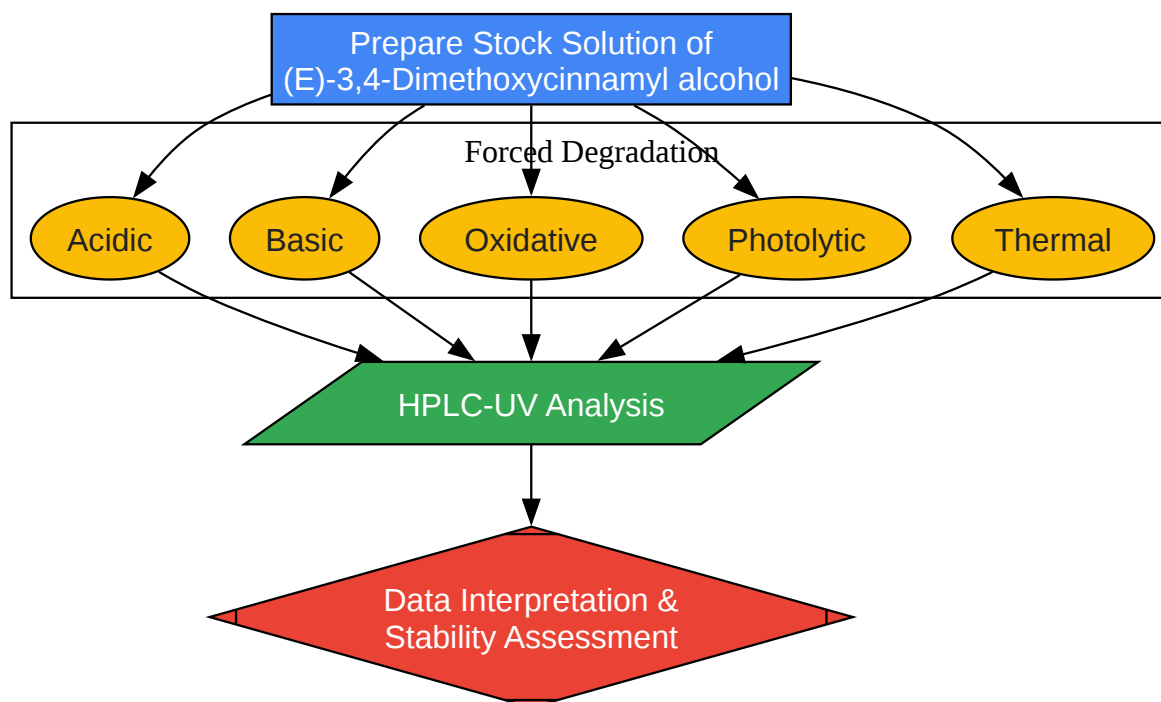 Prepare Stock Solution of
(E)-3,4-Dimethoxycinnamyl alcohol
Forced Degradation
Acidic
Basic
Oxidative
Photolytic
Thermal
HPLC-UV Analysis
Data Interpretation &
Stability Assessment